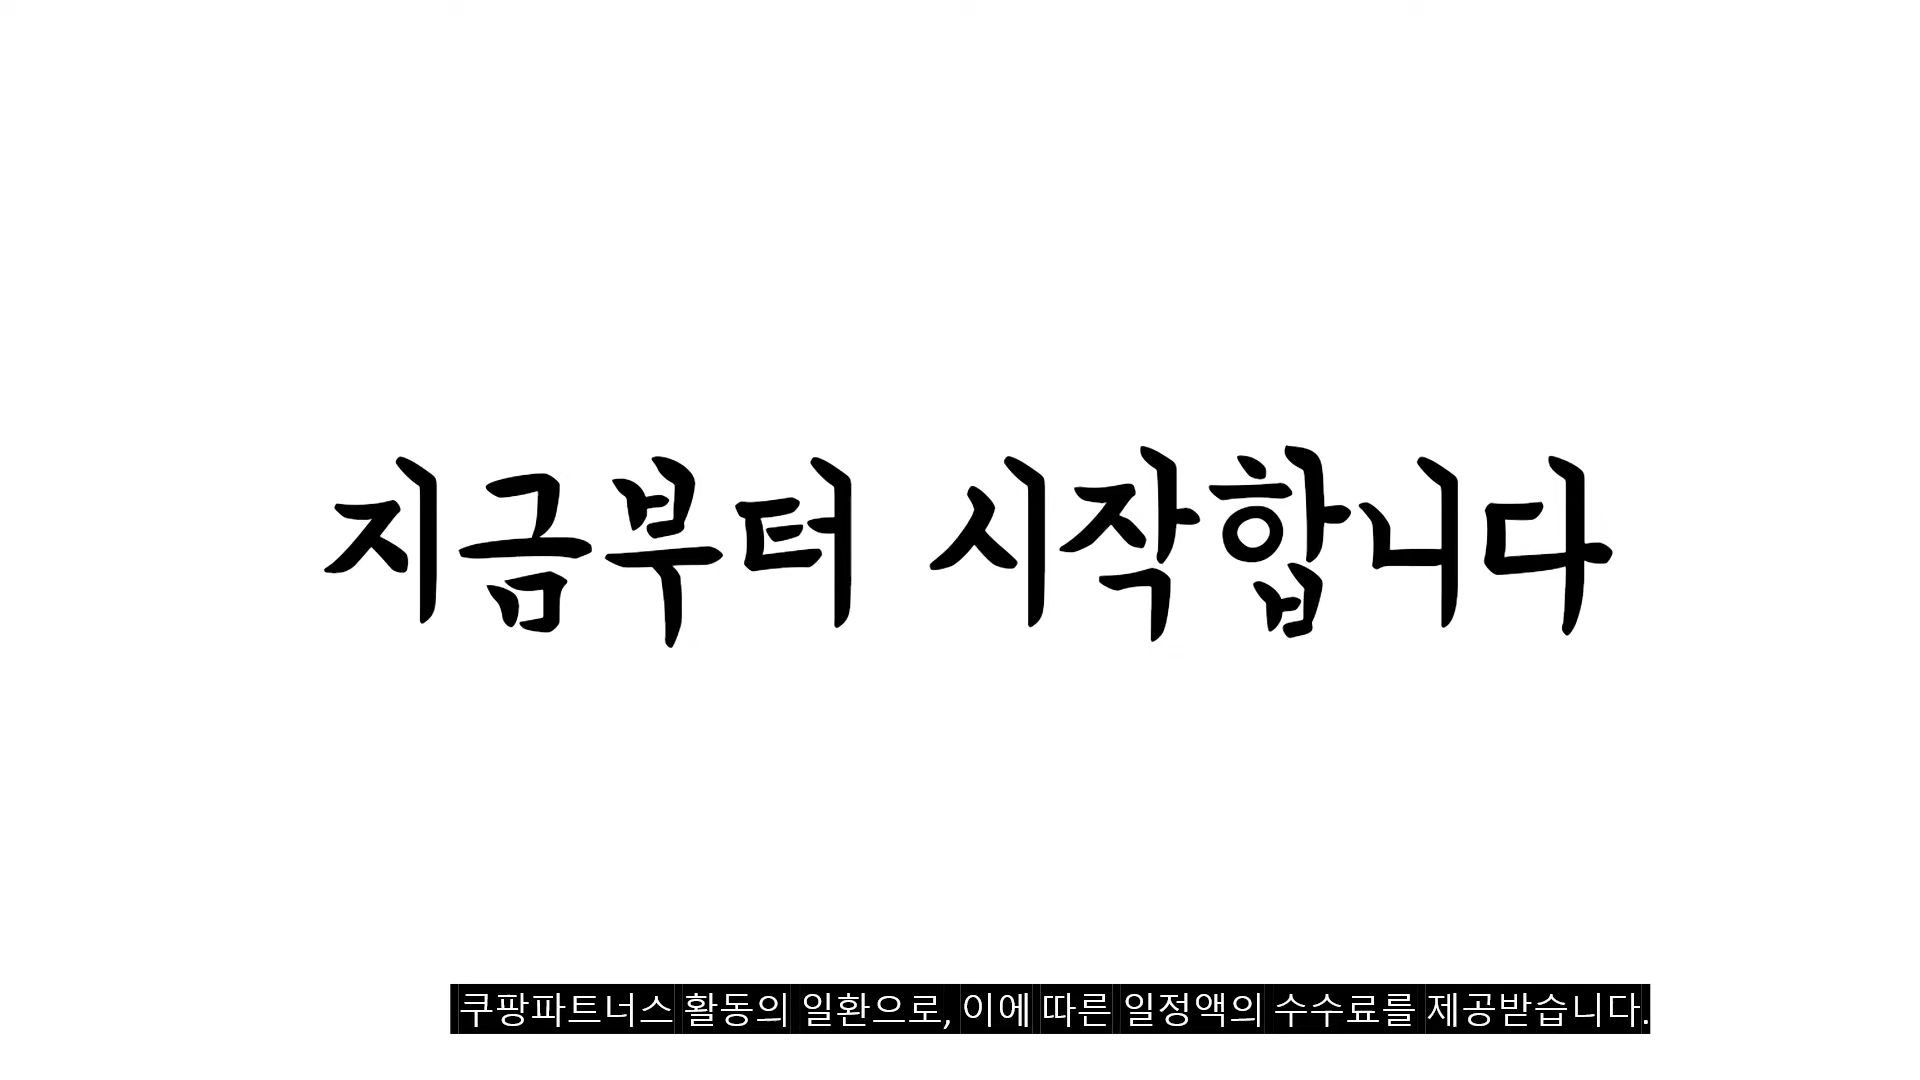 지금부터 시작합니다
쿠팡파트너스 활동의 일환으로, 이에 따른 일정액의 수수료를 제공받습니다.